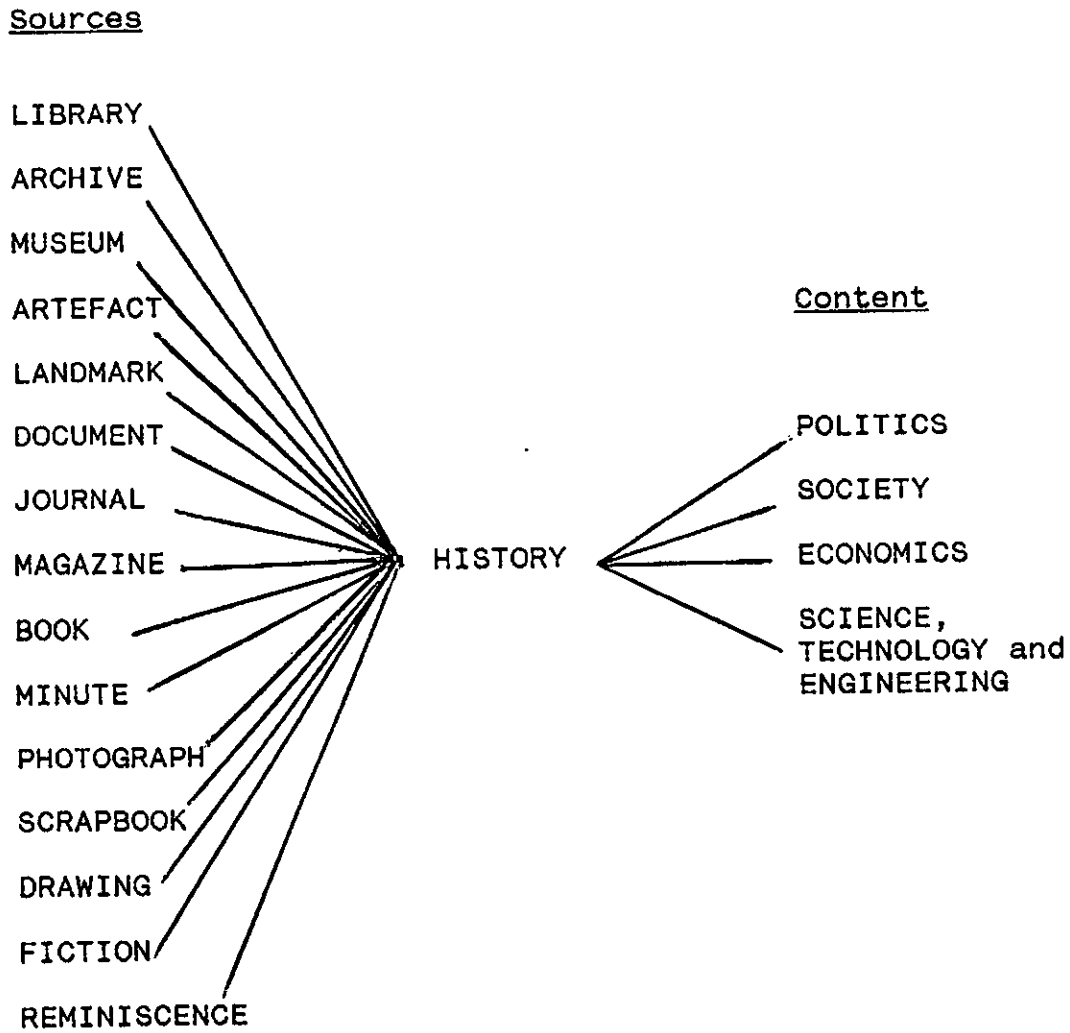 Sources
LIBRARY
ARCHIVE
MUSEUM
ARTEFACT
LANDMARK
DOCUMENT
JOURNAL
MAGAZINE
BOOK
MINUTE
PHOTOGRAPH
SCRAPBOOK
DRAWING
FICTION
REMINISCENCE
HISTORY
Content
POLITICS
SOCIETY
ECONOMICS
SCIENCE,
TECHNOLOGY and
ENGINEERING